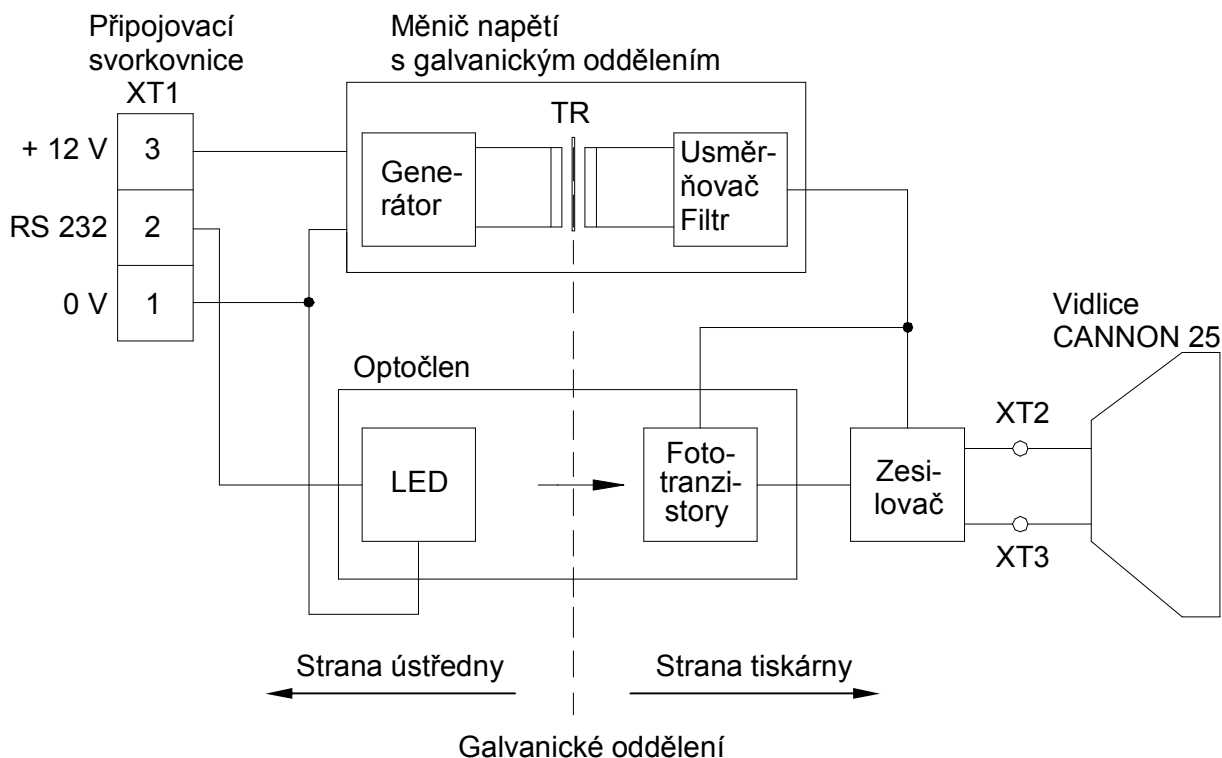 Připojovací
svorkovnice
XT1
Měnič napětí
s galvanickým oddělením
TR
+ 12 V
3
RS 232
2
0 V
1
Gene-
rátor
Usměr-
ňovač
Filtr
Vidlice
CANNON 25
Optočlen
LED
Foto-
tranzi-
story
Zesi-
lovač
XT2
XT3
Strana ústředny
Strana tiskárny
Galvanické oddělení